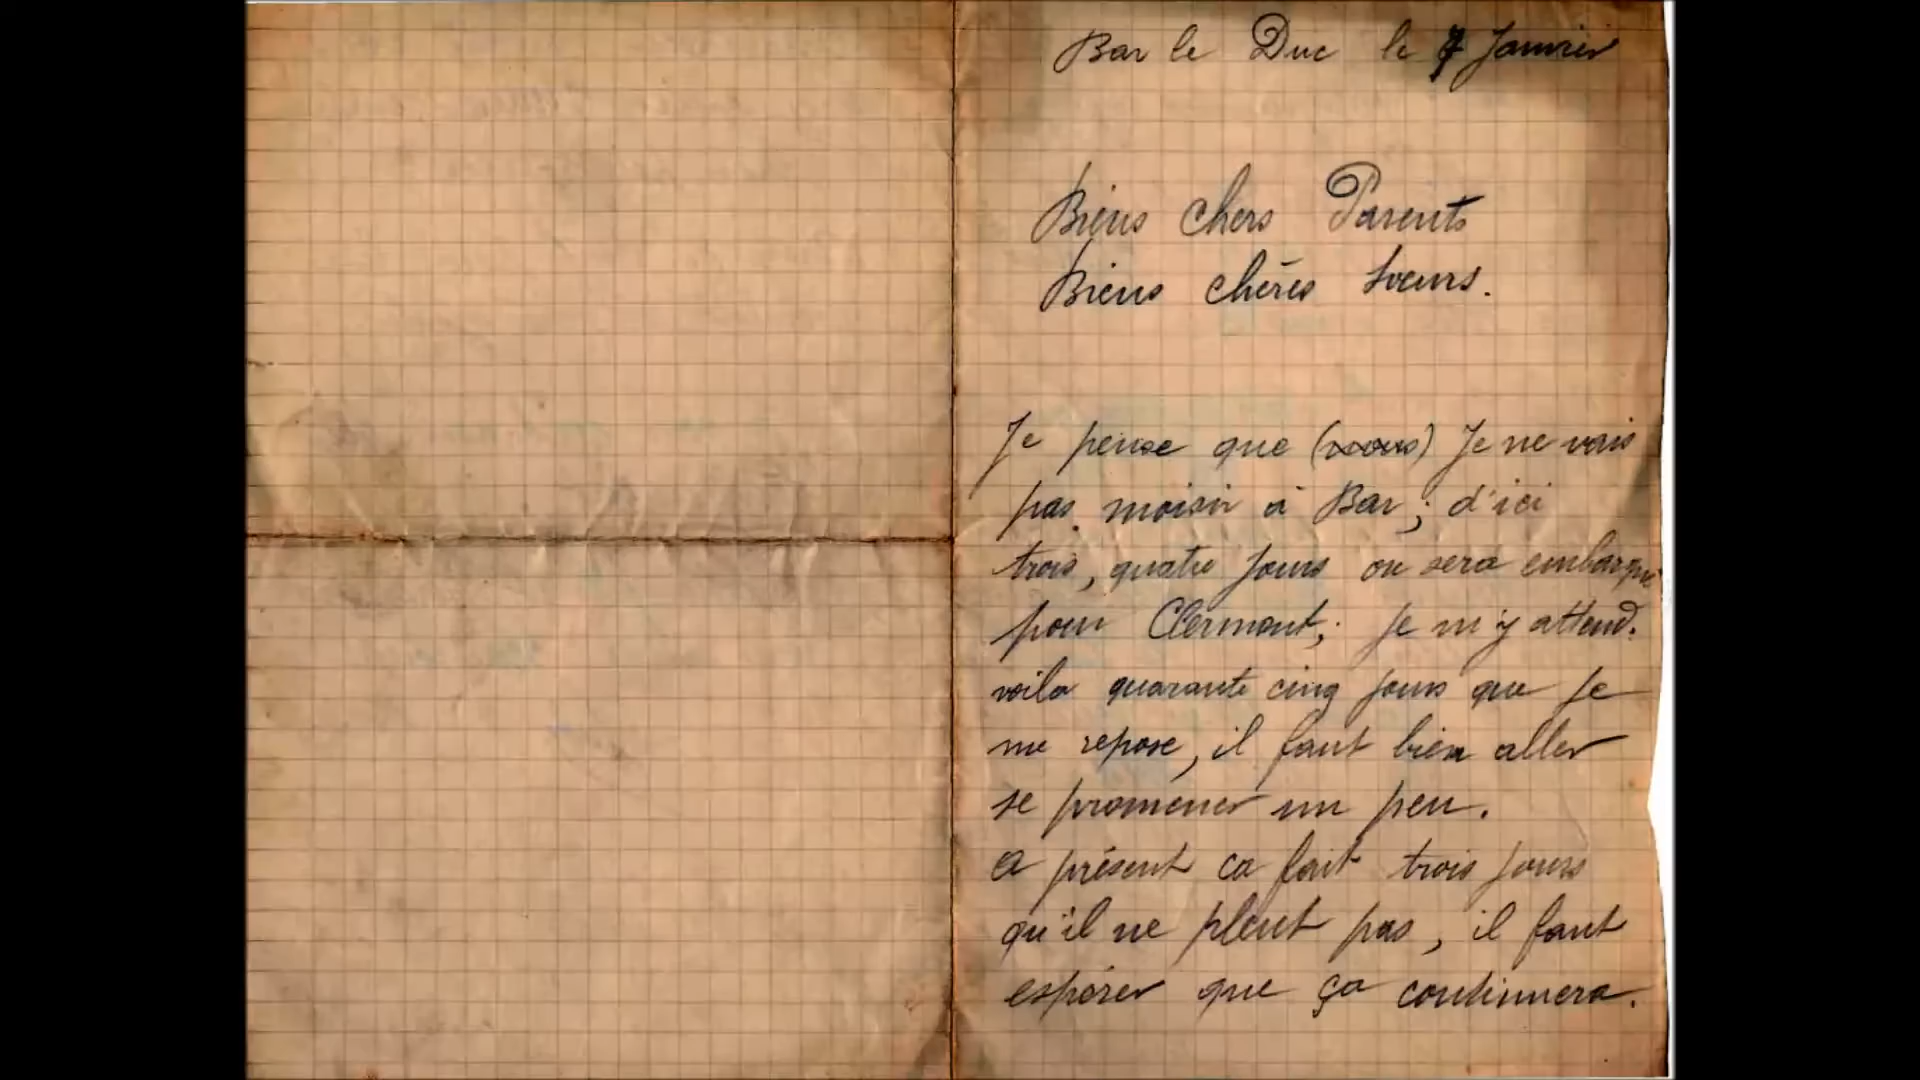 Bar le Duc le 7 Janvier
Biens chers Parents
Biens chères Soeurs.
Je pense que (nous) Je ne vais
pas moisir à Bar; d'ici
trois, quatre Jours on sera embarqué
pour Clermont; Je m'y attend.
voila quarante cinq Jours que Je
me repose, il faut bien aller
se promener un peu.
a présent ca fait trois Jours
qu'il ne pleut pas, il faut
espérer que ça continuera.